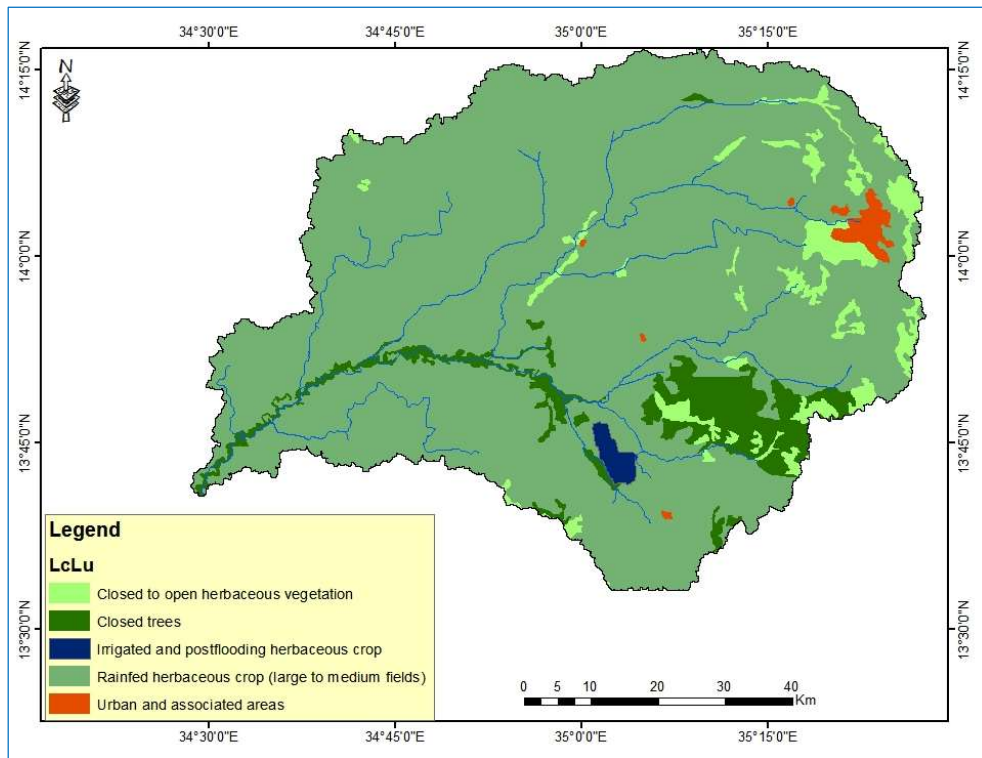 34°30'0"E 34°45'0"E 35°0'0"E 35°15'0"E
14°15'0"N 14°15'0"N
N
14°0'0"N 14°0'0"N
13°45'0"N 13°45'0"N
13°30'0"N 13°30'0"N
Legend
LcLu
Closed to open herbaceous vegetation
Closed trees
Irrigated and postflooding herbaceous crop
Rainfed herbaceous crop (large to medium fields)
Urban and associated areas
0 5 10 20 30 40
Km
34°30'0"E 34°45'0"E 35°0'0"E 35°15'0"E